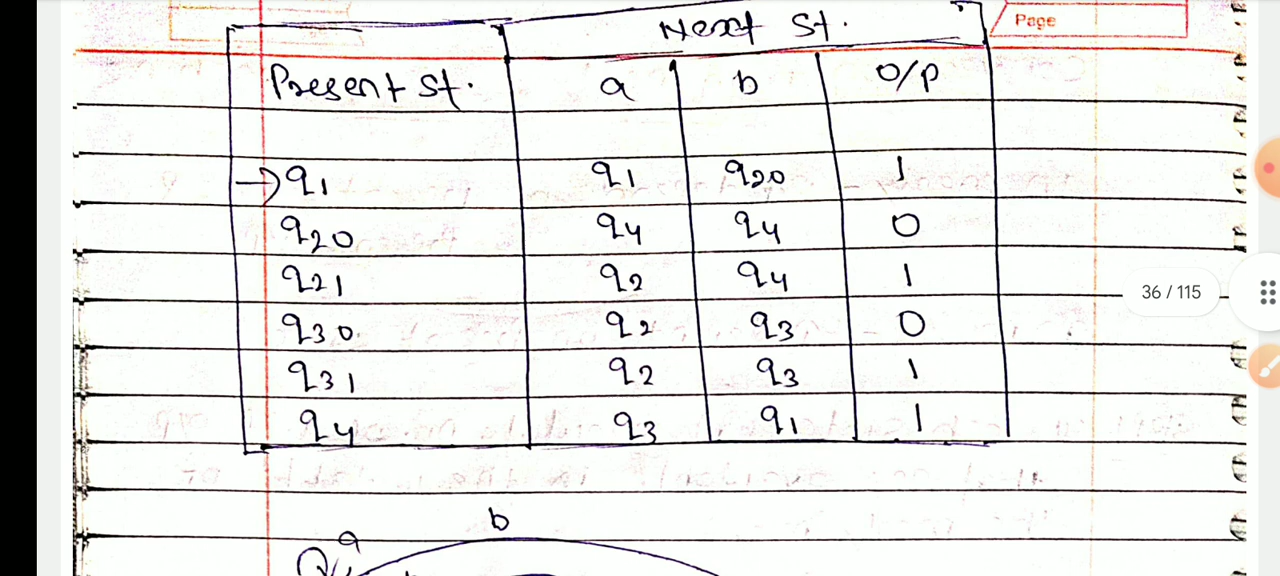 Page
Next St.
Present St. a b O/P
→q1 q1 q20 1
q20 q4 q4 0
q21 q2 q4 1
q30 q2 q3 0
q31 q2 q3 1
q4 q3 q1 1
36 / 115
b
a